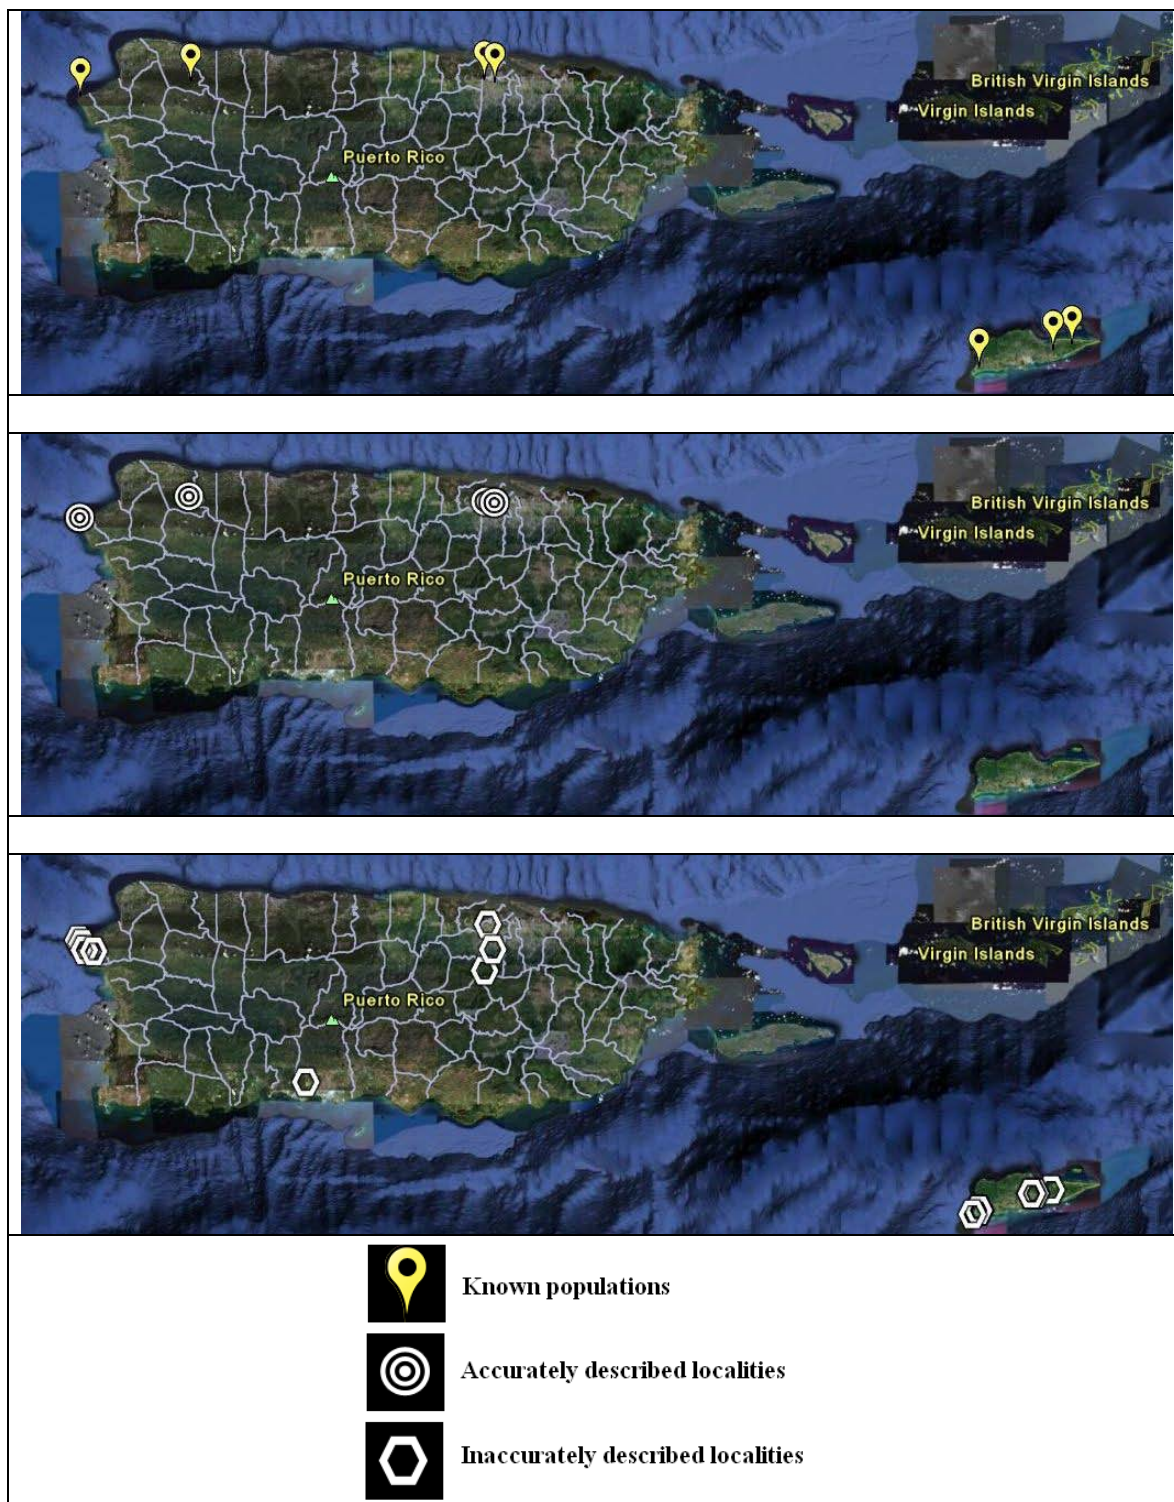 British Virgin Islands
Virgin Islands
Puerto Rico
British Virgin Islands
Virgin Islands
Puerto Rico
British Virgin Islands
Virgin Islands
Puerto Rico
Known populations
Accurately described localities
Inaccurately described localities